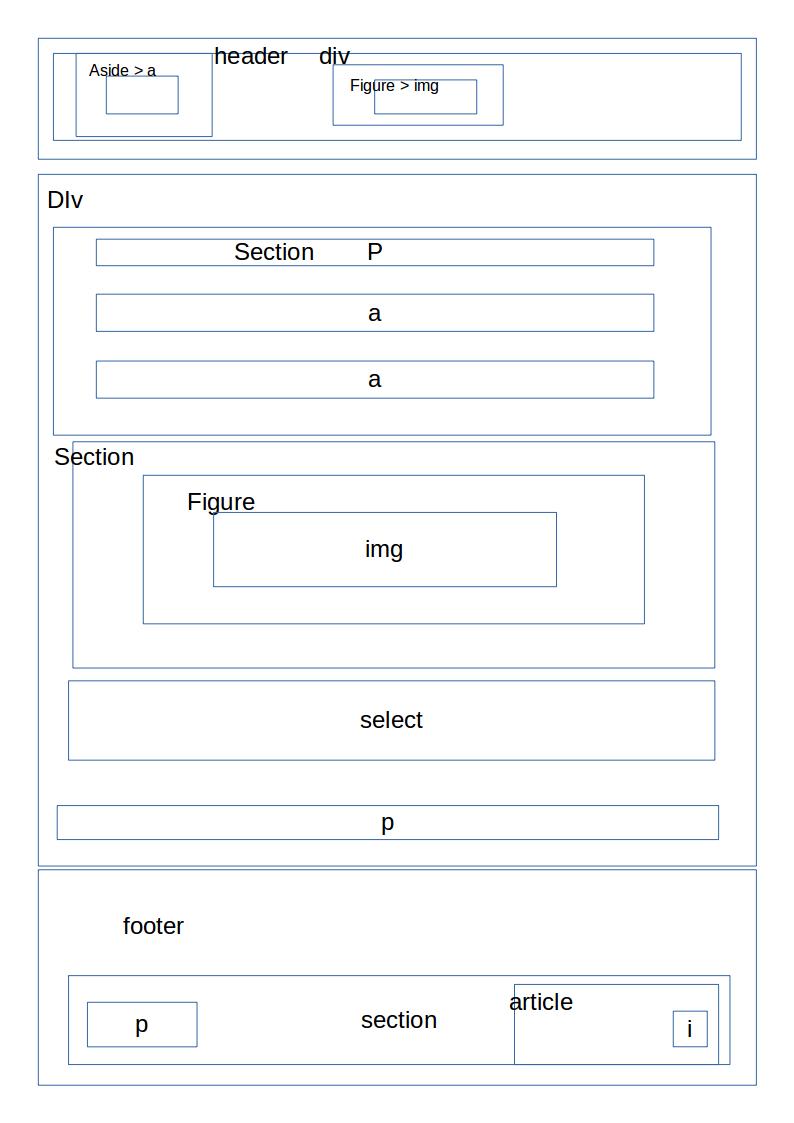 header div
Aside > a
Figure > img
DIv
Section P
a
a
Section
Figure
img
select
p
footer
article
p
section
i